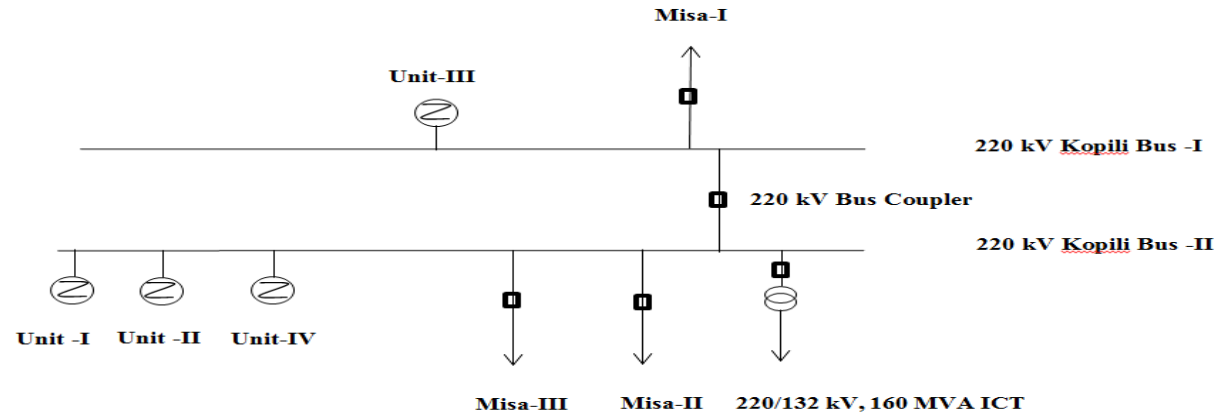 Misa-I
Unit-III
220 kV Kopili Bus -I
220 kV Bus Coupler
220 kV Kopili Bus -II
Unit -I
Unit -II
Unit-IV
Misa-III
Misa-II
220/132 kV, 160 MVA ICT